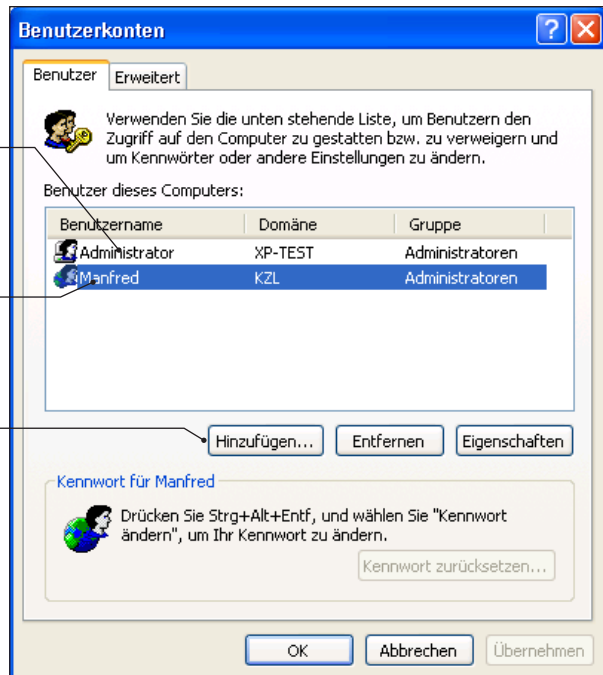 Benutzerkonten
Benutzer Erweitert
Verwenden Sie die unten stehende Liste, um Benutzern den
Zugriff auf den Computer zu gestatten bzw. zu verweigern und
um Kennwörter oder andere Einstellungen zu ändern.
Benutzer dieses Computers:
Benutzername Domäne Gruppe
Administrator XP-TEST Administratoren
Manfred KZL Administratoren
Hinzufügen... Entfernen Eigenschaften
Kennwort für Manfred
Drücken Sie Strg+Alt+Entf, und wählen Sie "Kennwort
ändern", um Ihr Kennwort zu ändern.
Kennwort zurücksetzen...
OK Abbrechen Übernehmen